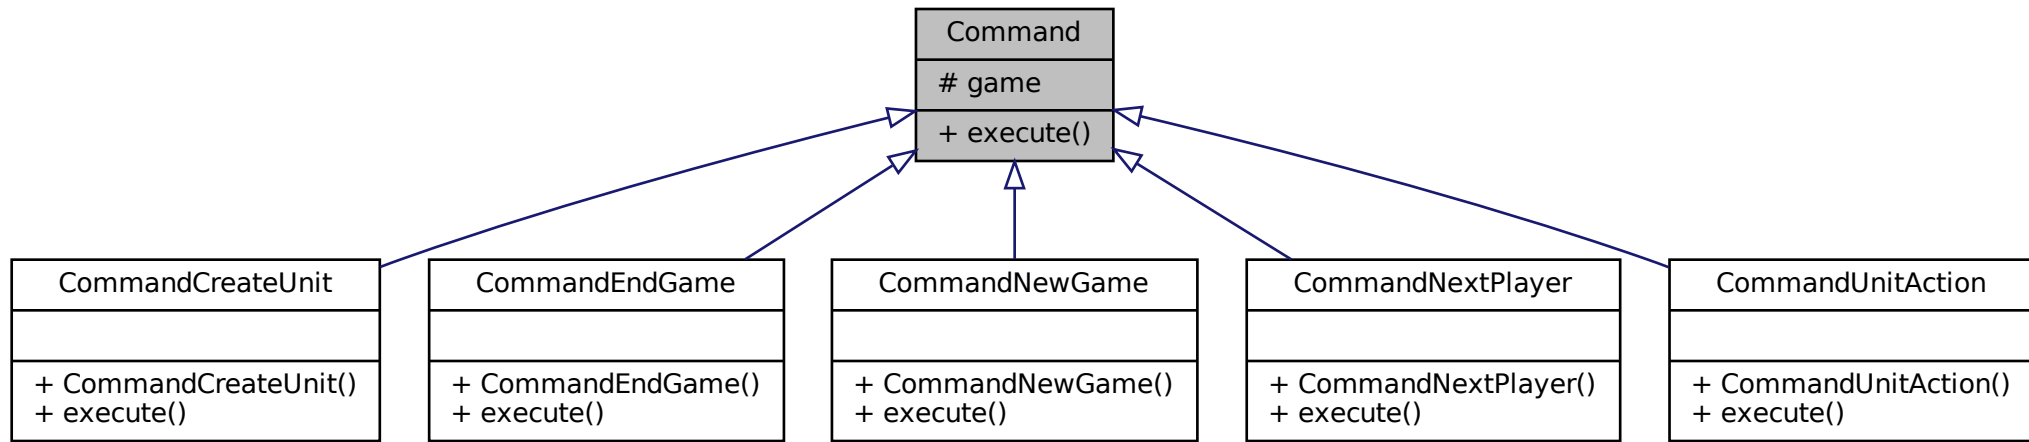 Command
# game
+ execute()
CommandCreateUnit
+ CommandCreateUnit()
+ execute()
CommandEndGame
+ CommandEndGame()
+ execute()
CommandNewGame
+ CommandNewGame()
+ execute()
CommandNextPlayer
+ CommandNextPlayer()
+ execute()
CommandUnitAction
+ CommandUnitAction()
+ execute()